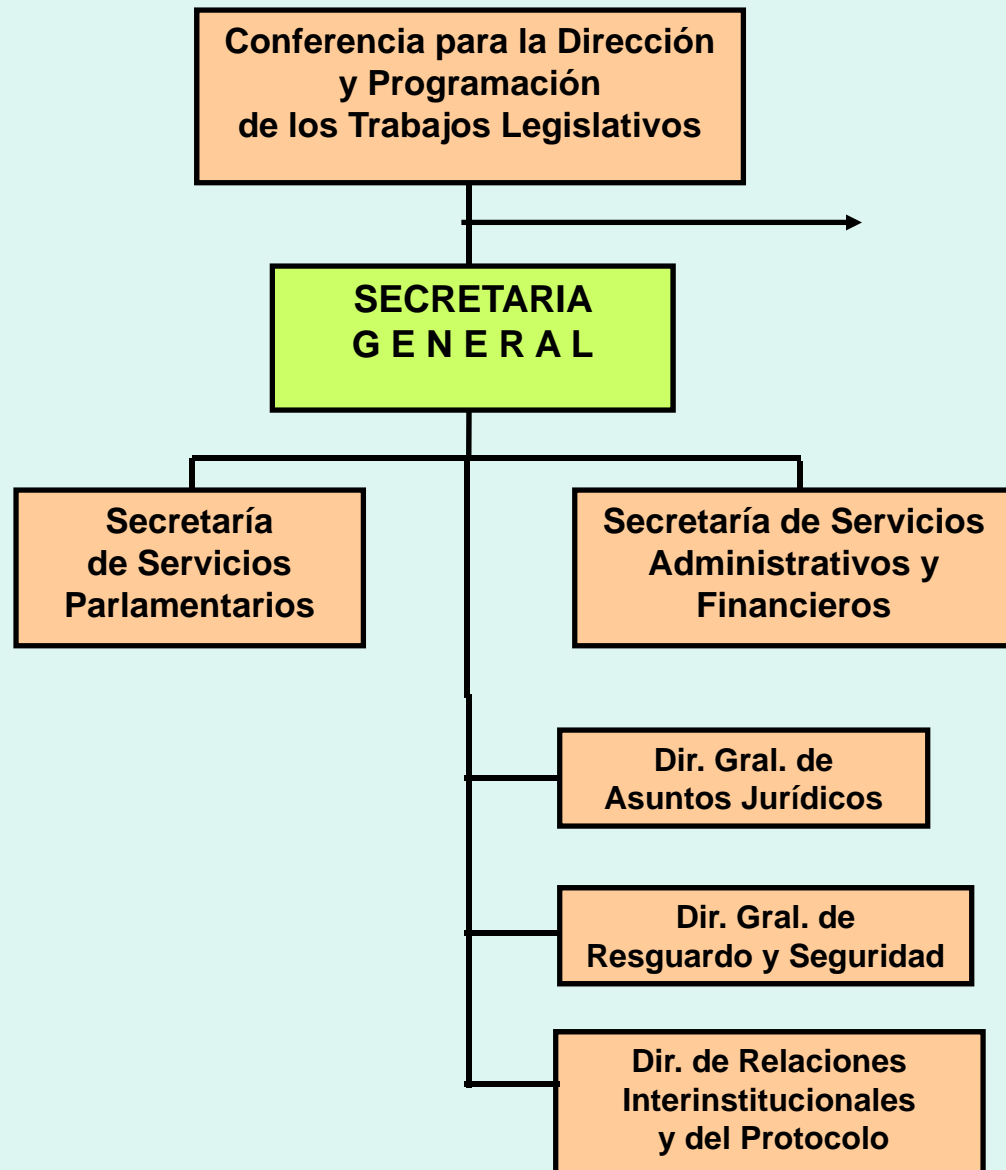 Conferencia para la Dirección
y Programación
de los Trabajos Legislativos
SECRETARIA
G E N E R A L
Secretaría
de Servicios
Parlamentarios
Secretaría de Servicios
Administrativos y
Financieros
Dir. Gral. de
Asuntos Jurídicos
Dir. Gral. de
Resguardo y Seguridad
Dir. de Relaciones
Interinstitucionales
y del Protocolo